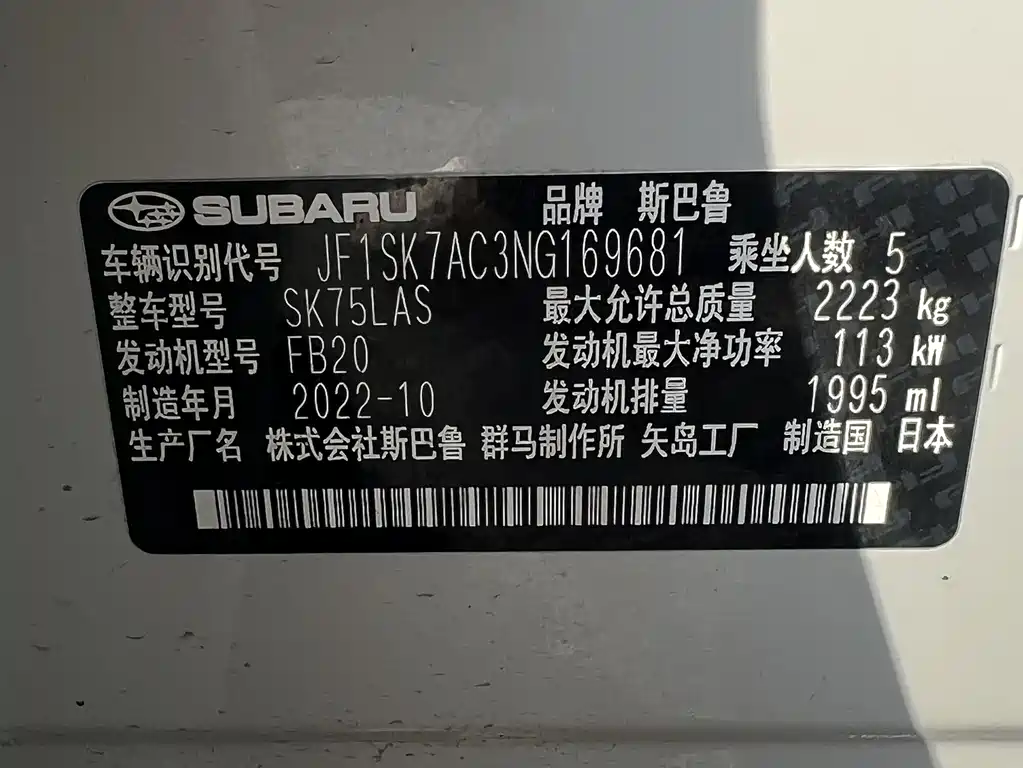 SUBARU 品牌 斯巴鲁
车辆识别代号 JF1SK7AC3NG169681 乘坐人数 5
整车型号 SK75LAS 最大允许总质量 2223 kg
发动机型号 FB20 发动机最大净功率 113 kW
制造年月 2022-10 发动机排量 1995 ml
生产厂名 株式会社斯巴鲁 群马制作所 矢岛工厂 制造国 日本